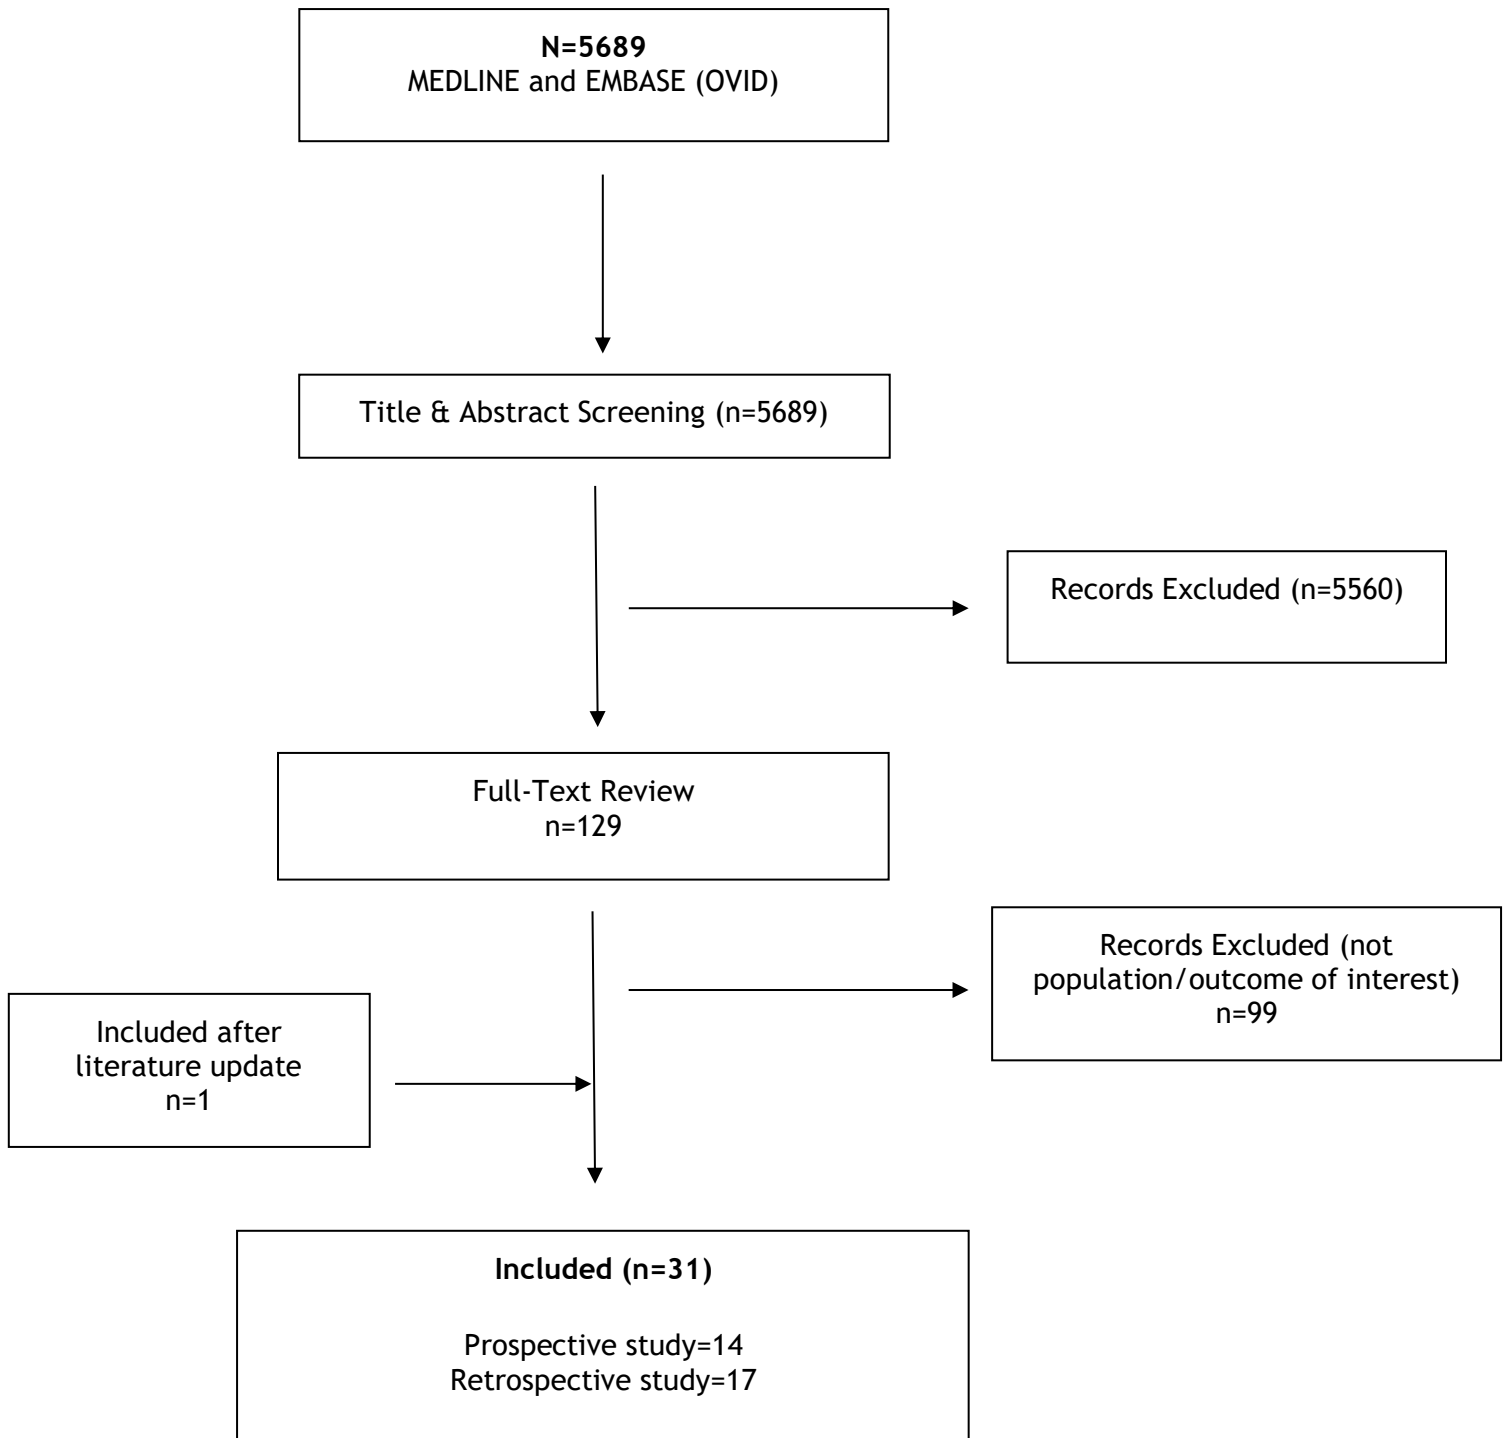 N=5689
MEDLINE and EMBASE (OVID)
Title & Abstract Screening (n=5689)
Records Excluded (n=5560)
Full-Text Review
n=129
Records Excluded (not
population/outcome of interest)
n=99
Included after
literature update
n=1
Included (n=31)
Prospective study=14
Retrospective study=17